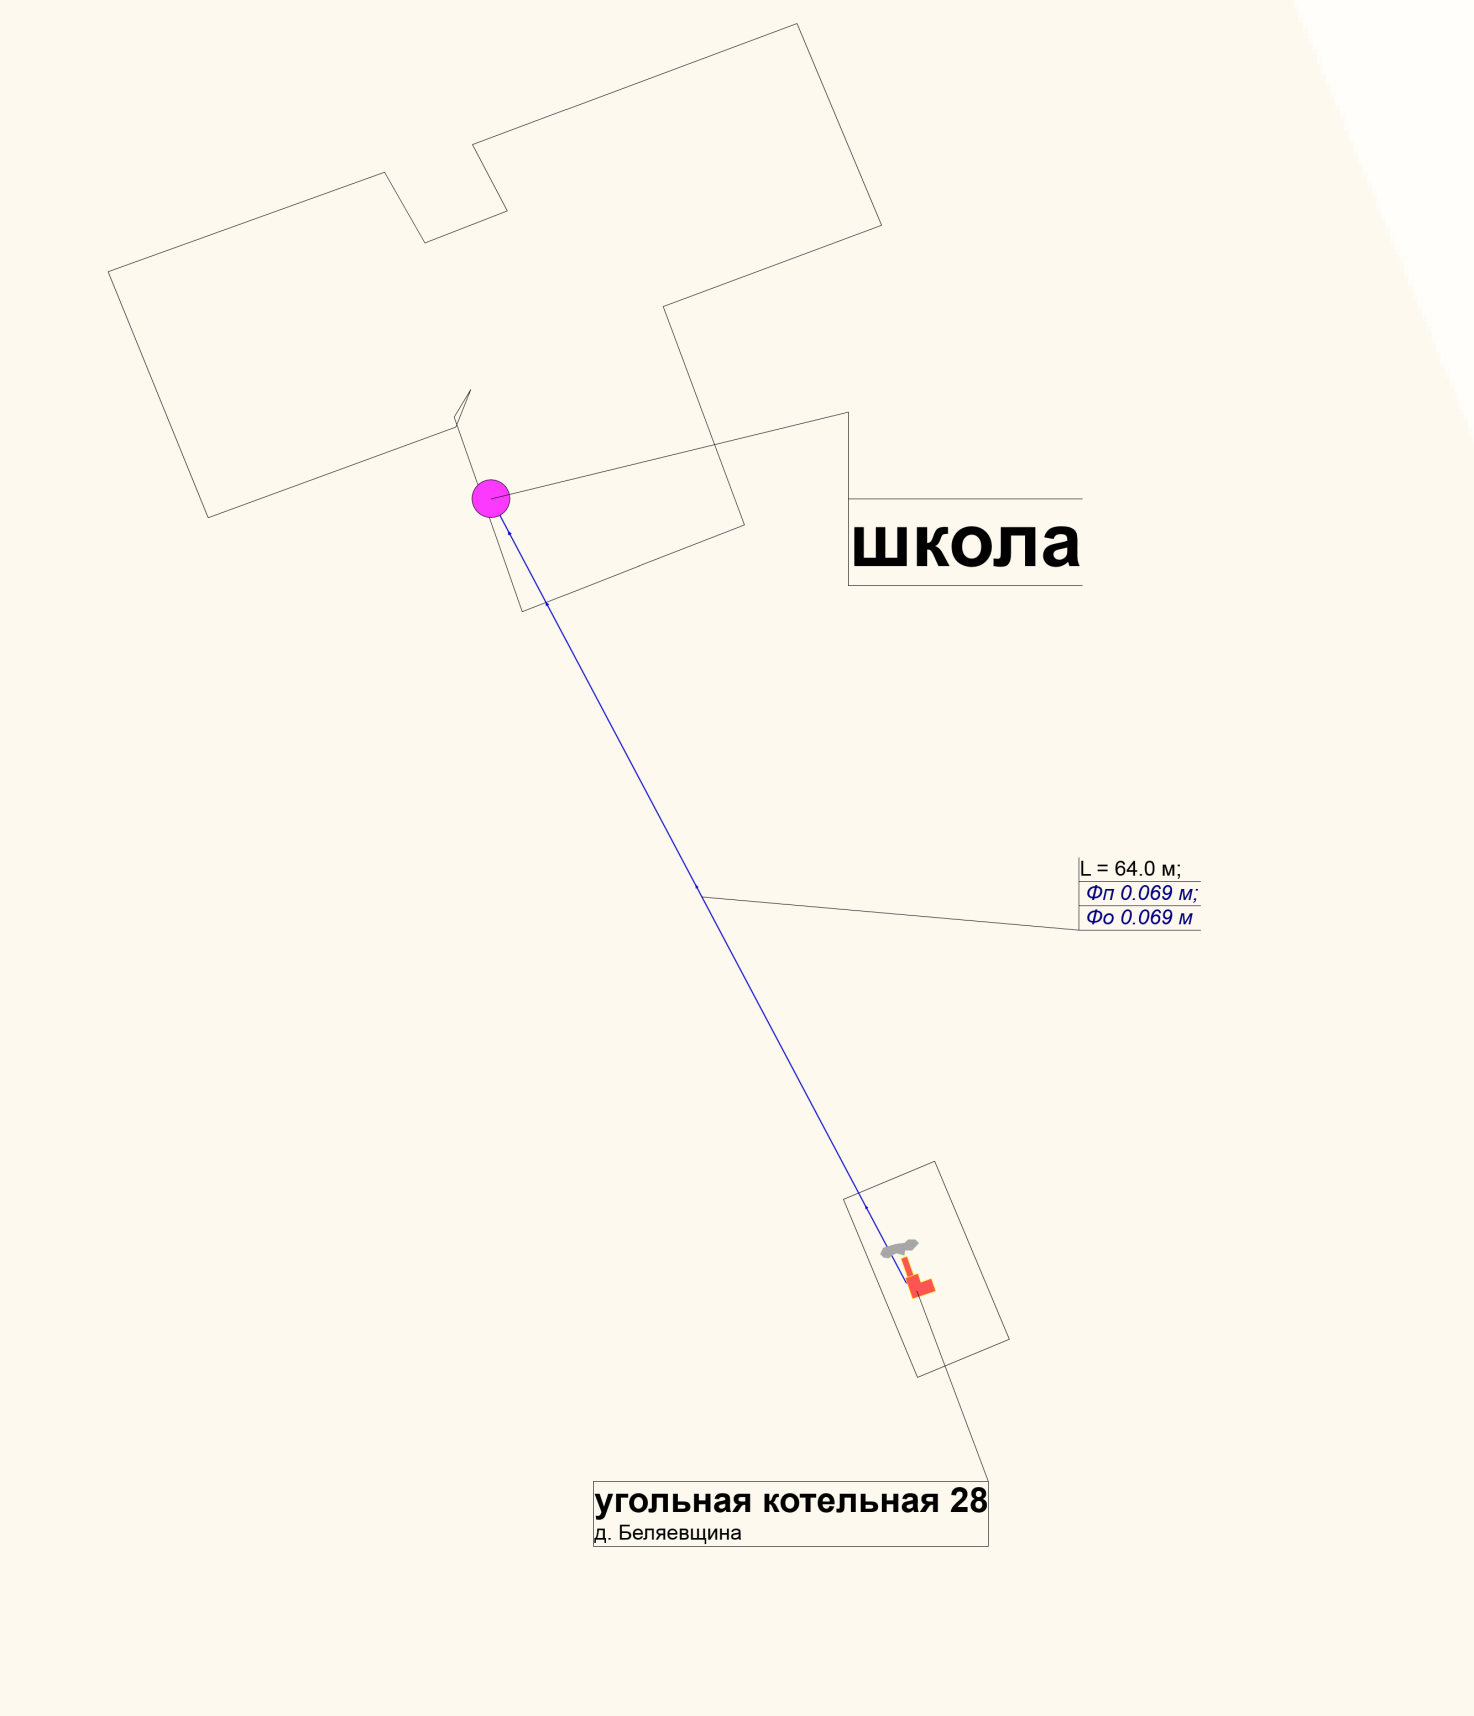 школа
L = 64.0 м;
Фп 0.069 м;
Фо 0.069 м
угольная котельная 28
д. Беляевщина